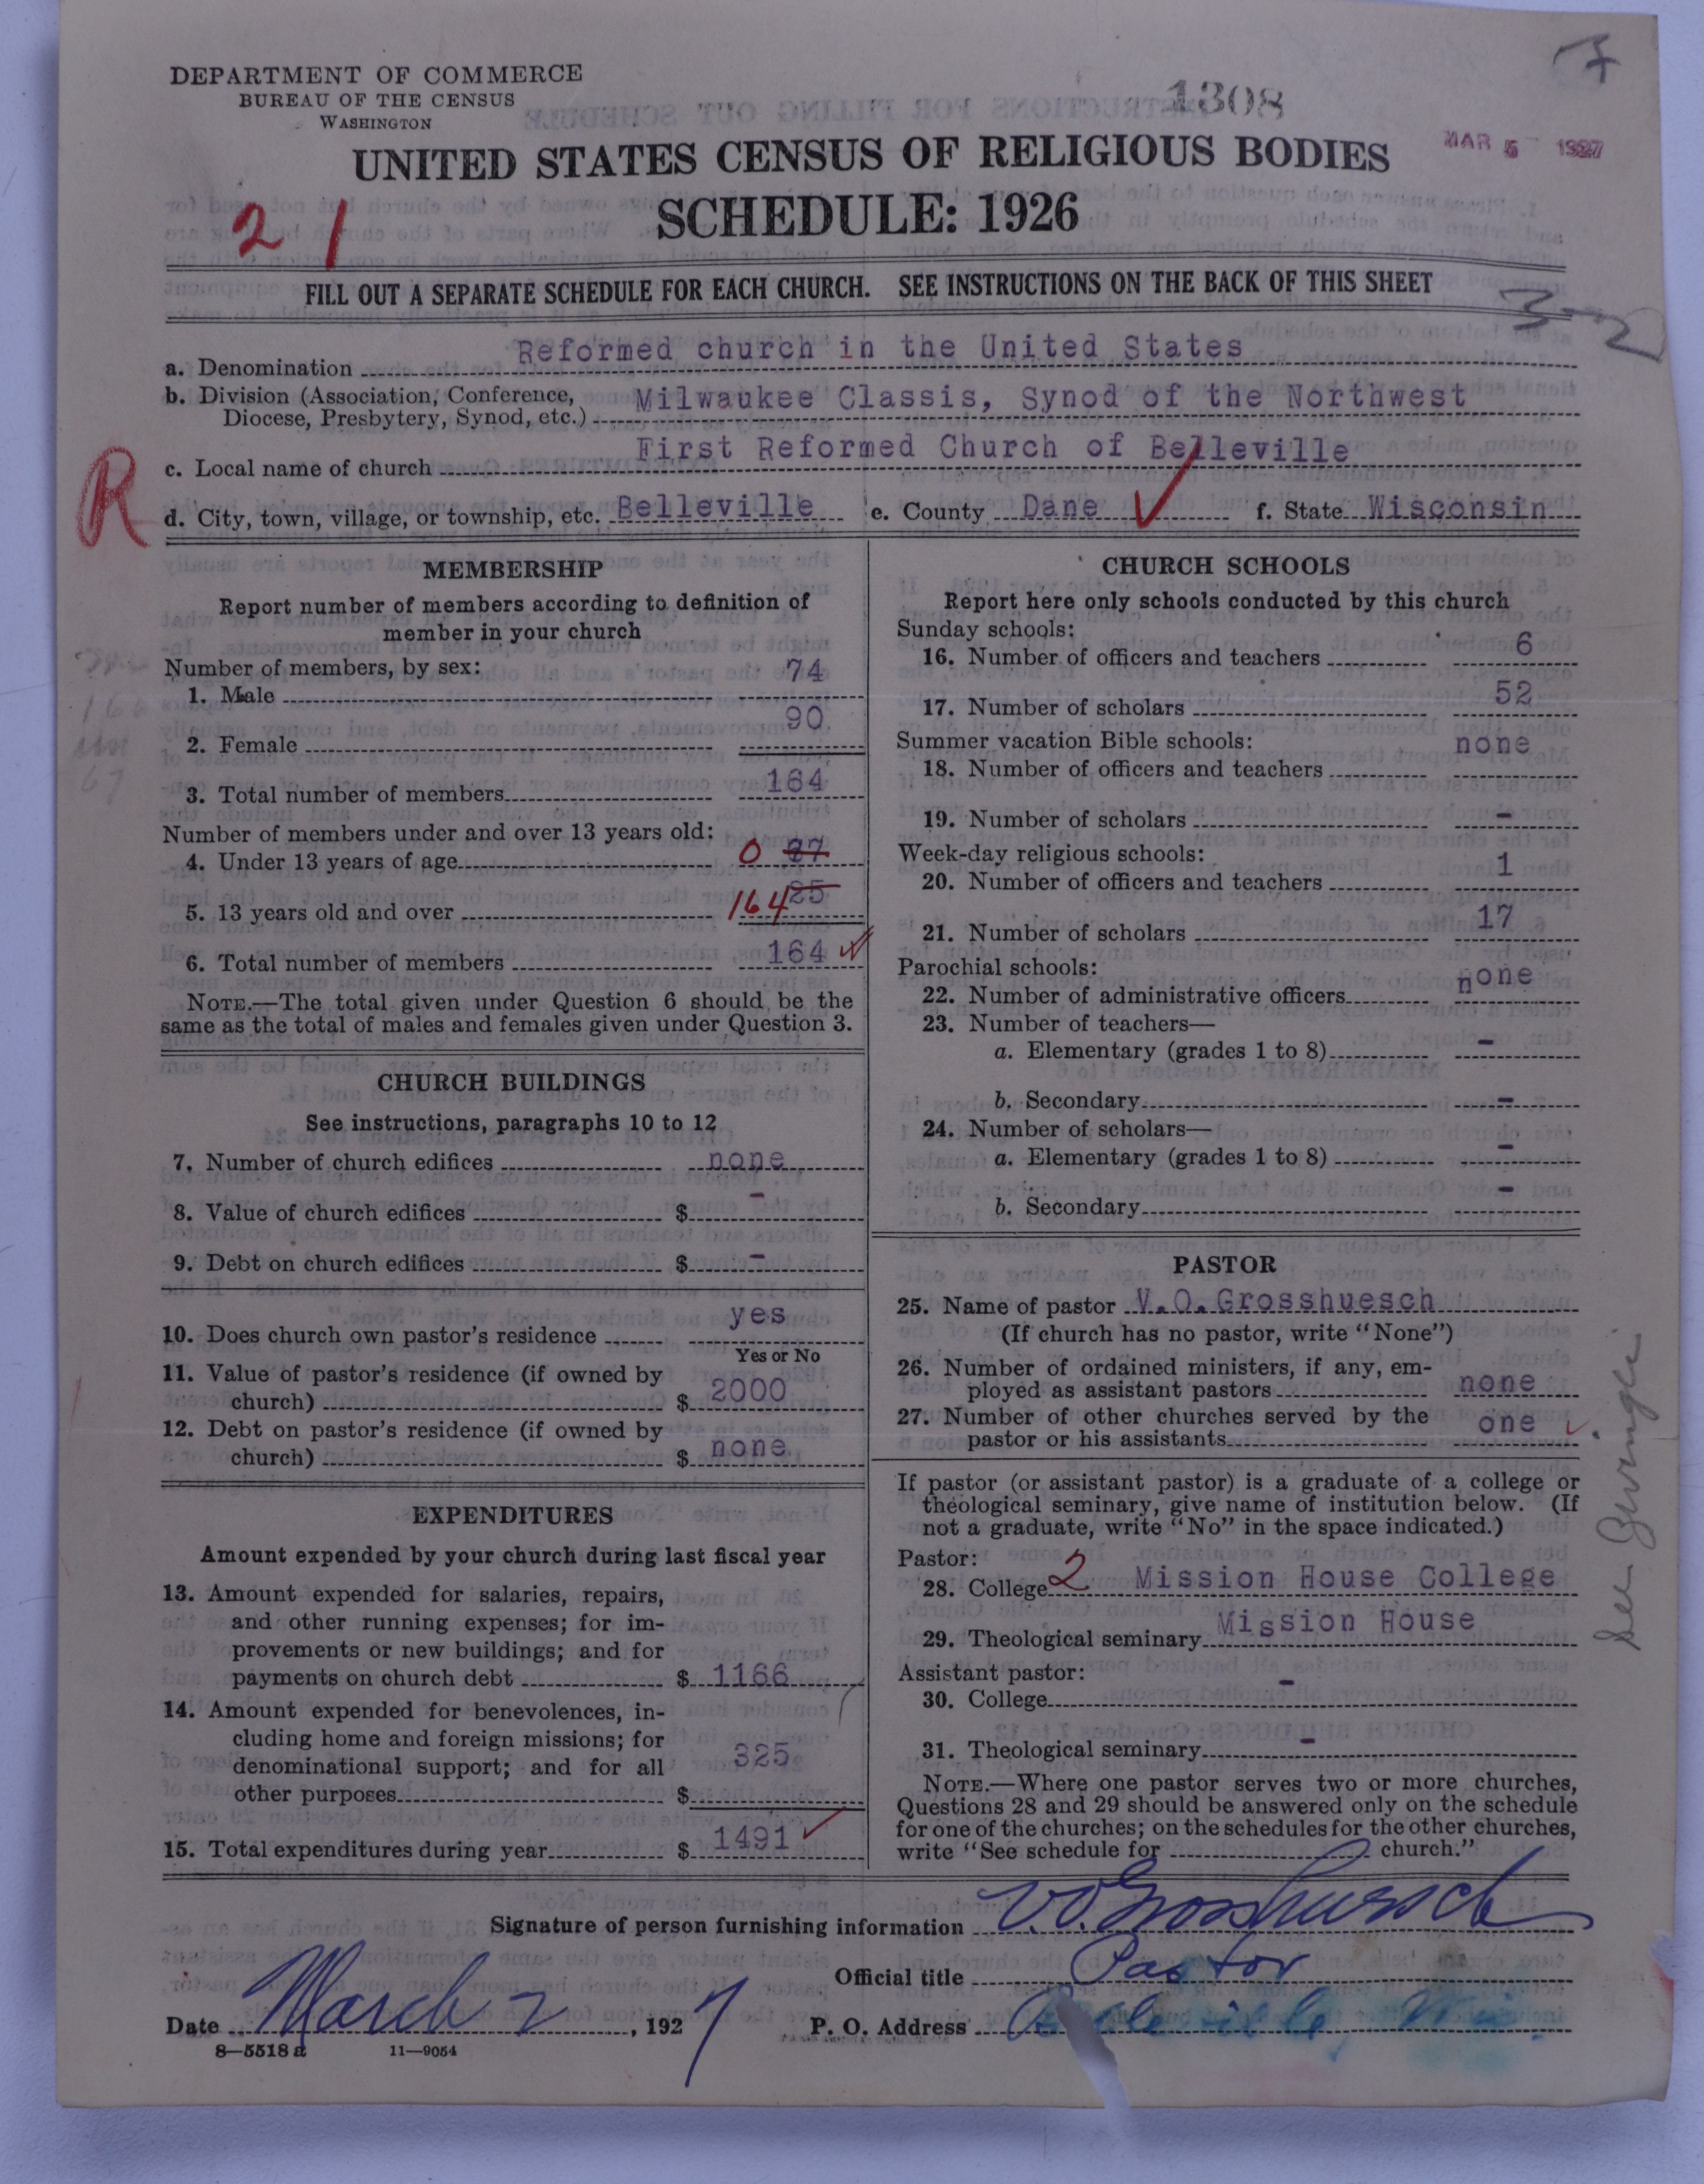 DEPARTMENT OF COMMERCE
BUREAU OF THE CENSUS
WASHINGTON
1308
MAR 5 1927
UNITED STATES CENSUS OF RELIGIOUS BODIES
SCHEDULE: 1926
2 1
FILL OUT A SEPARATE SCHEDULE FOR EACH CHURCH. SEE INSTRUCTIONS ON THE BACK OF THIS SHEET
a. Denomination Reformed church in the United States
b. Division (Association, Conference, Diocese, Presbytery, Synod, etc.) Milwaukee Classis, Synod of the Northwest
c. Local name of church First Reformed Church of Belleville
R
d. City, town, village, or township, etc. Belleville e. County Dane ✓ f. State Wisconsin
MEMBERSHIP
Report number of members according to definition of
member in your church
Number of members, by sex:
1. Male 74
2. Female 90
3. Total number of members 164
Number of members under and over 13 years old:
4. Under 13 years of age 0 37
5. 13 years old and over 164 25
6. Total number of members 164
NOTE.—The total given under Question 6 should be the
same as the total of males and females given under Question 3.
CHURCH BUILDINGS
See instructions, paragraphs 10 to 12
7. Number of church edifices none
8. Value of church edifices $ -
9. Debt on church edifices $ -
10. Does church own pastor's residence yes
Yes or No
11. Value of pastor's residence (if owned by
church) $ 2000
12. Debt on pastor's residence (if owned by
church) $ none
EXPENDITURES
Amount expended by your church during last fiscal year
13. Amount expended for salaries, repairs,
and other running expenses; for im-
provements or new buildings; and for
payments on church debt $ 1166
14. Amount expended for benevolences, in-
cluding home and foreign missions; for
denominational support; and for all
other purposes $ 325
15. Total expenditures during year $ 1491 ✓
CHURCH SCHOOLS
Report here only schools conducted by this church
Sunday schools:
16. Number of officers and teachers 6
17. Number of scholars 52
Summer vacation Bible schools:
18. Number of officers and teachers none
19. Number of scholars -
Week-day religious schools:
20. Number of officers and teachers 1
21. Number of scholars 17
Parochial schools:
22. Number of administrative officers none
23. Number of teachers—
a. Elementary (grades 1 to 8) -
b. Secondary -
24. Number of scholars—
a. Elementary (grades 1 to 8) -
b. Secondary -
PASTOR
25. Name of pastor V.O.Grosshuesch
(If church has no pastor, write "None")
26. Number of ordained ministers, if any, em-
ployed as assistant pastors none
27. Number of other churches served by the
pastor or his assistants one ✓
If pastor (or assistant pastor) is a graduate of a college or
theological seminary, give name of institution below. (If
not a graduate, write "No" in the space indicated.)
Pastor:
28. College 2 Mission House College
29. Theological seminary Mission House
Assistant pastor:
30. College -
31. Theological seminary -
NOTE.—Where one pastor serves two or more churches,
Questions 28 and 29 should be answered only on the schedule
for one of the churches; on the schedules for the other churches,
write "See schedule for church."
Signature of person furnishing information V.O. Grosshuesch
Official title Pastor
Date March 2, 1927 P. O. Address Belleville, Wis.
8—5518 a 11—9054